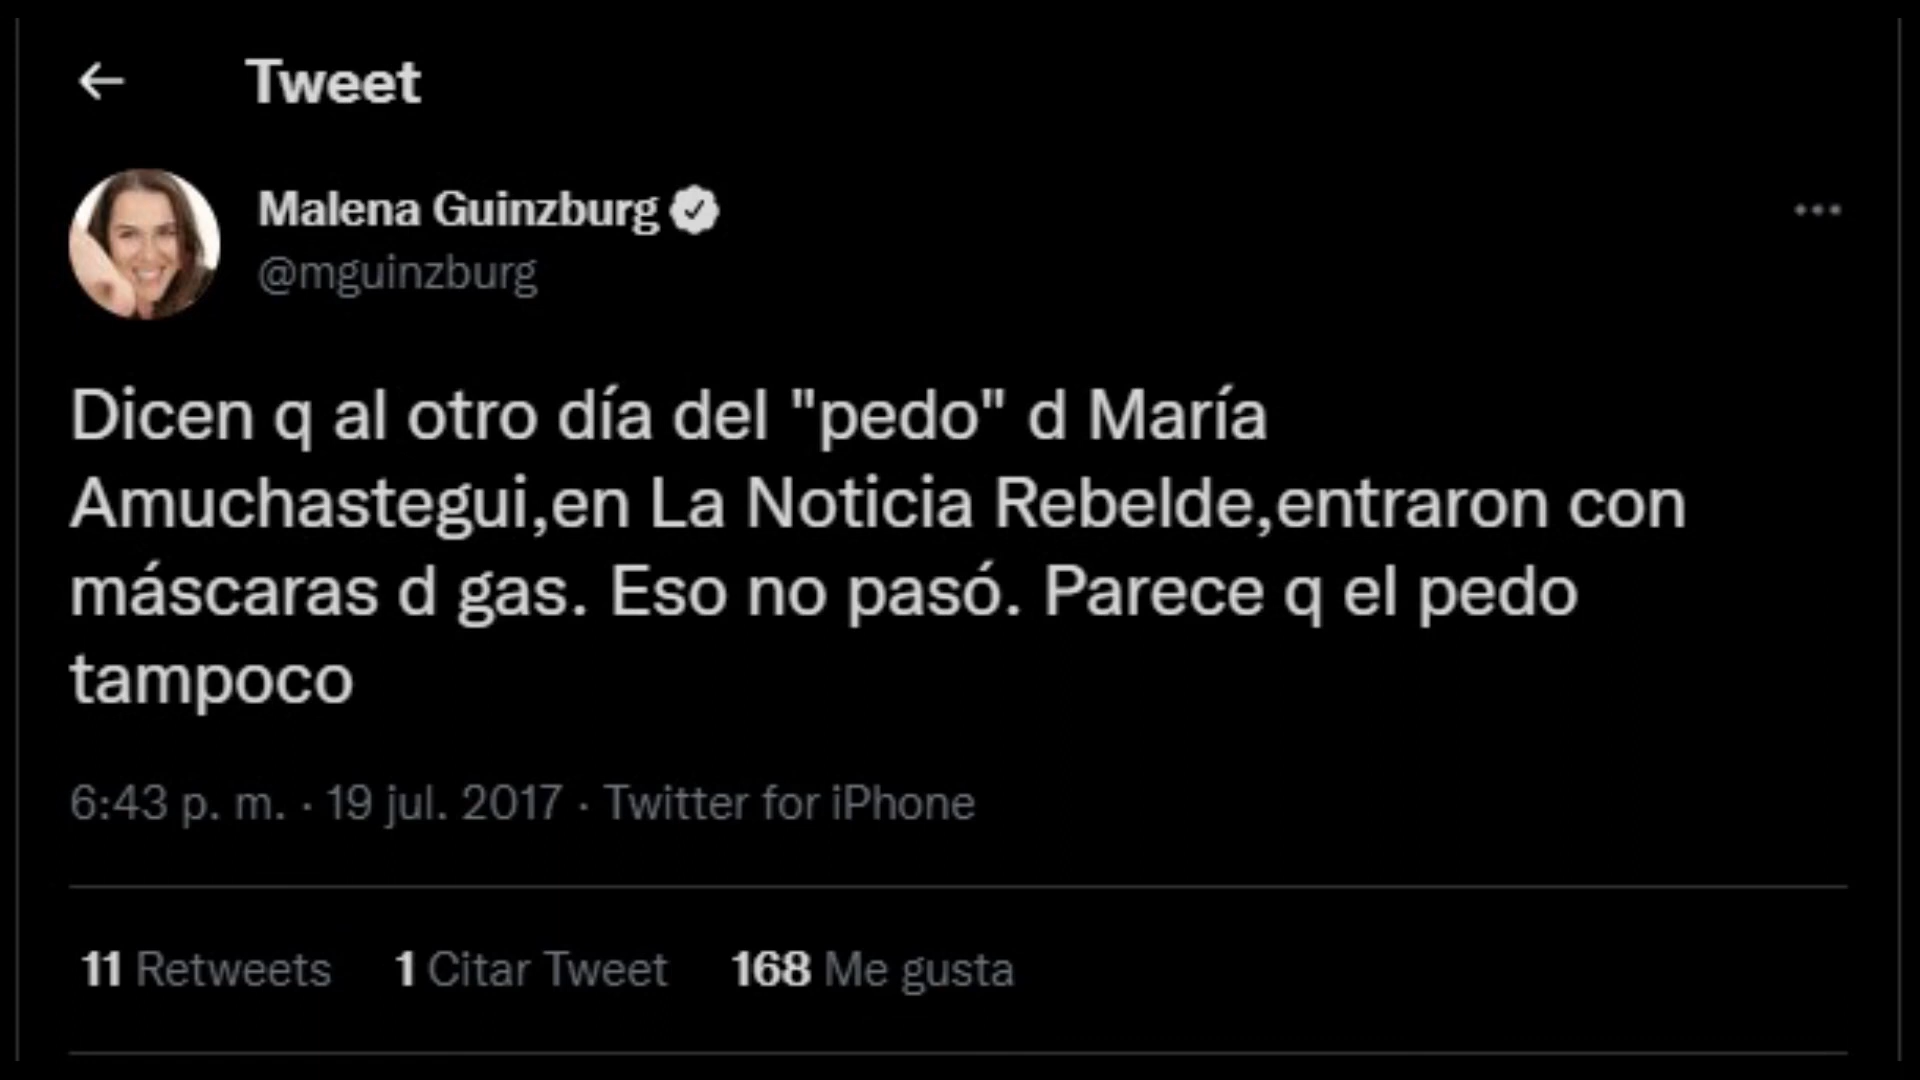 Tweet
Malena Guinzburg
@mguinzburg
Dicen q al otro día del "pedo" d María
Amuchastegui,en La Noticia Rebelde,entraron con
máscaras d gas. Eso no pasó. Parece q el pedo
tampoco
6:43 p. m. · 19 jul. 2017 · Twitter for iPhone
11 Retweets 1 Citar Tweet 168 Me gusta